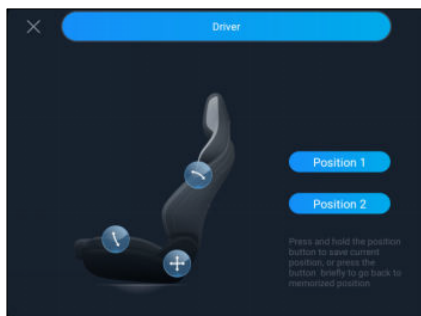 Driver
Position 1
Position 2
Press and hold the position
button to save current
position, or press the
button briefly to go back to
memorized position